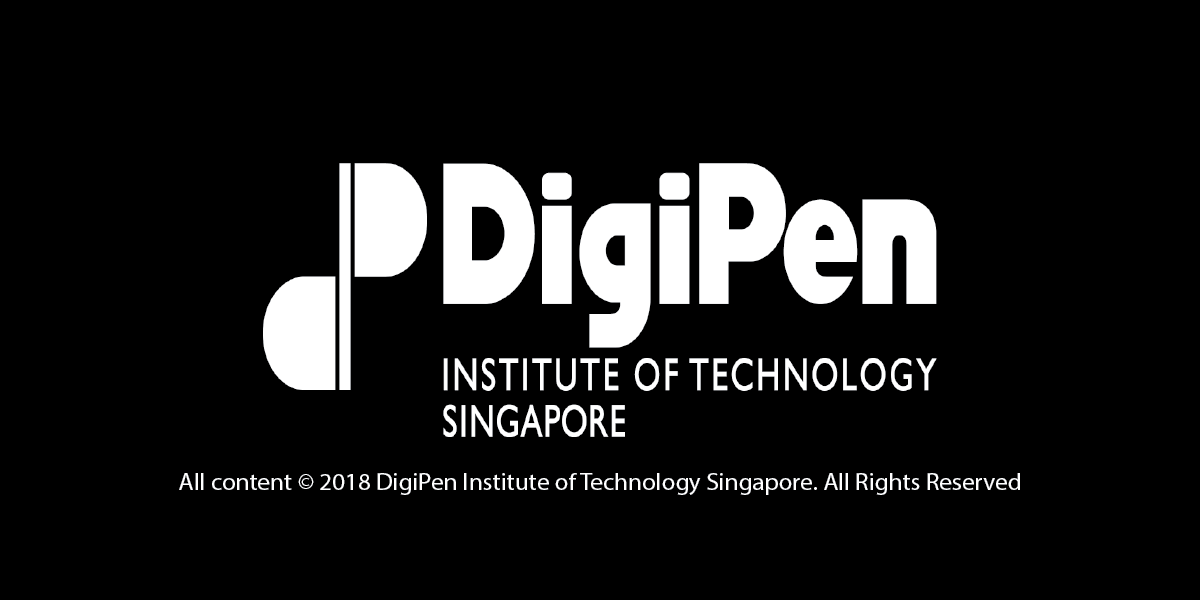 DigiPen
INSTITUTE OF TECHNOLOGY
SINGAPORE
All content © 2018 DigiPen Institute of Technology Singapore. All Rights Reserved